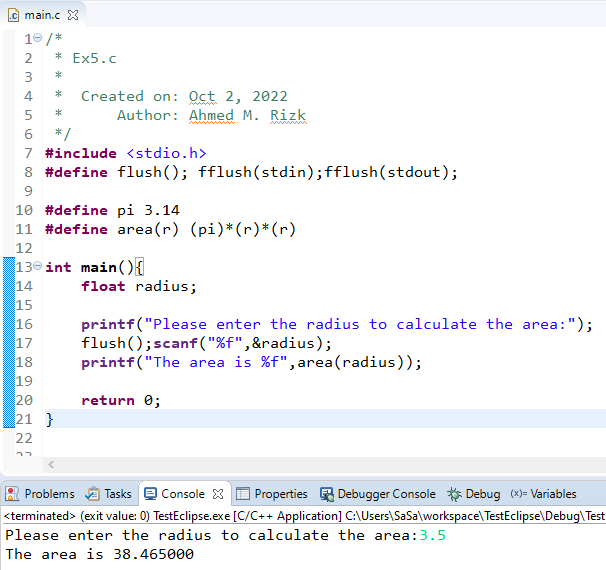 main.c
1 /*
2  * Ex5.c
3  *
4  *  Created on: Oct 2, 2022
5  *      Author: Ahmed M. Rizk
6  */
7 #include <stdio.h>
8 #define flush(); fflush(stdin);fflush(stdout);
9
10 #define pi 3.14
11 #define area(r) (pi)*(r)*(r)
12
13 int main(){
14     float radius;
15
16     printf("Please enter the radius to calculate the area:");
17     flush();scanf("%f",&radius);
18     printf("The area is %f",area(radius));
19
20     return 0;
21 }
22
Problems Tasks Console Properties Debugger Console Debug (x)= Variables
<terminated> (exit value: 0) TestEclipse.exe [C/C++ Application] C:\Users\SaSa\workspace\TestEclipse\Debug\Test
Please enter the radius to calculate the area:3.5
The area is 38.465000